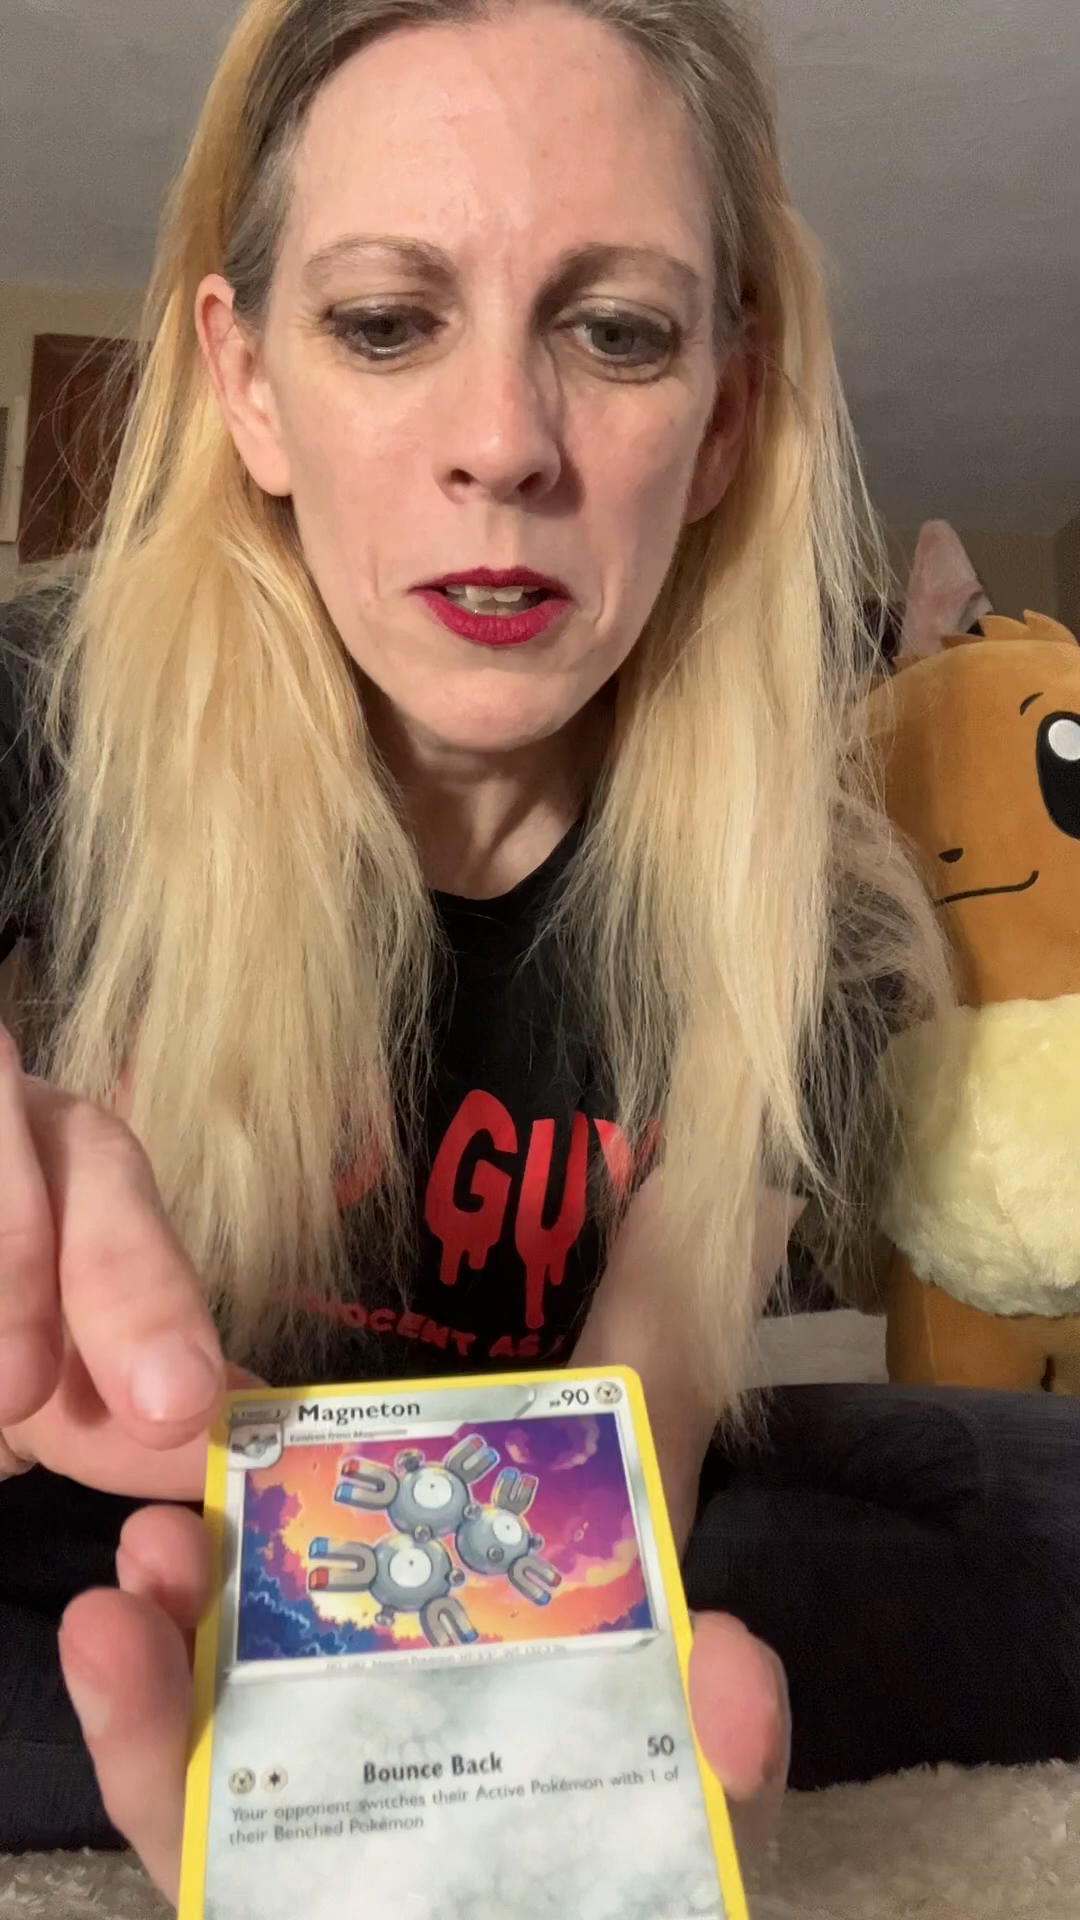 GUY
INNOCENT AS
Magneton
90
Evolves from Magnemite
Bounce Back
50
Your opponent switches their Active Pokémon with 1 of
their Benched Pokémon